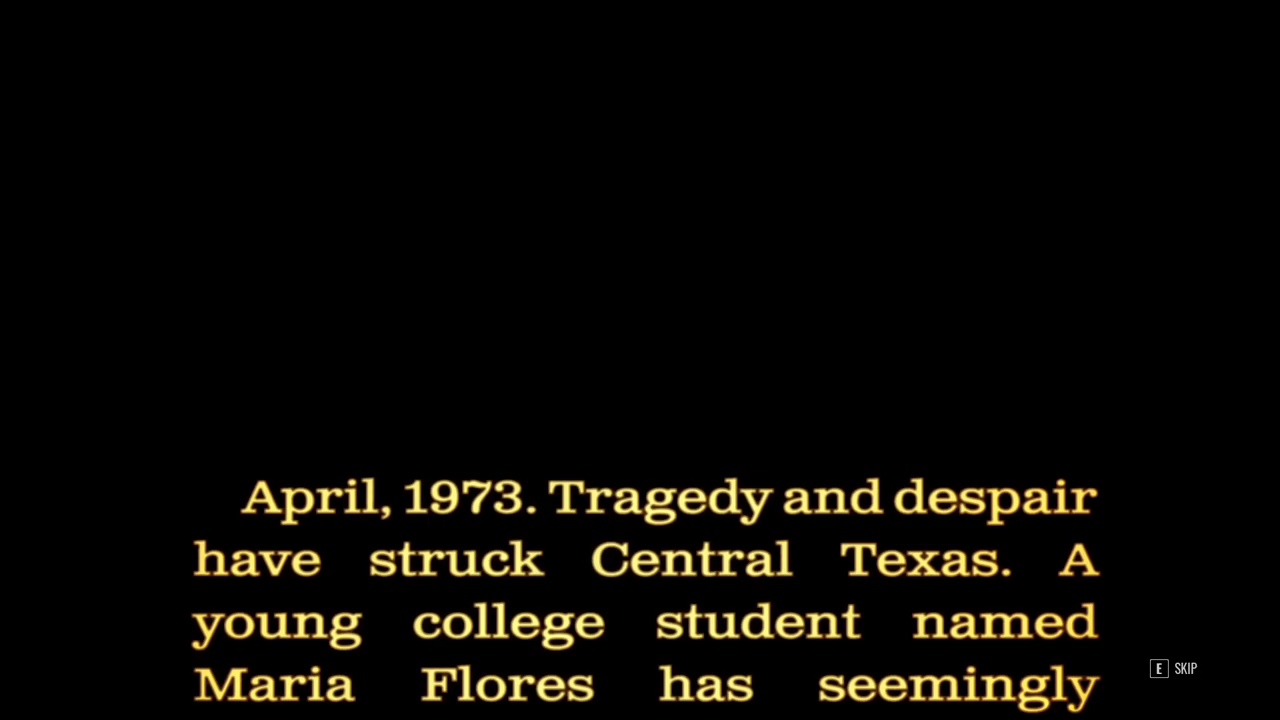 April, 1973. Tragedy and despair
have struck Central Texas. A
young college student named
Maria Flores has seemingly
E SKIP